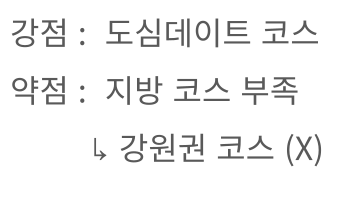 강점 : 도심데이트 코스
약점 : 지방 코스 부족
↳ 강원권 코스 (X)